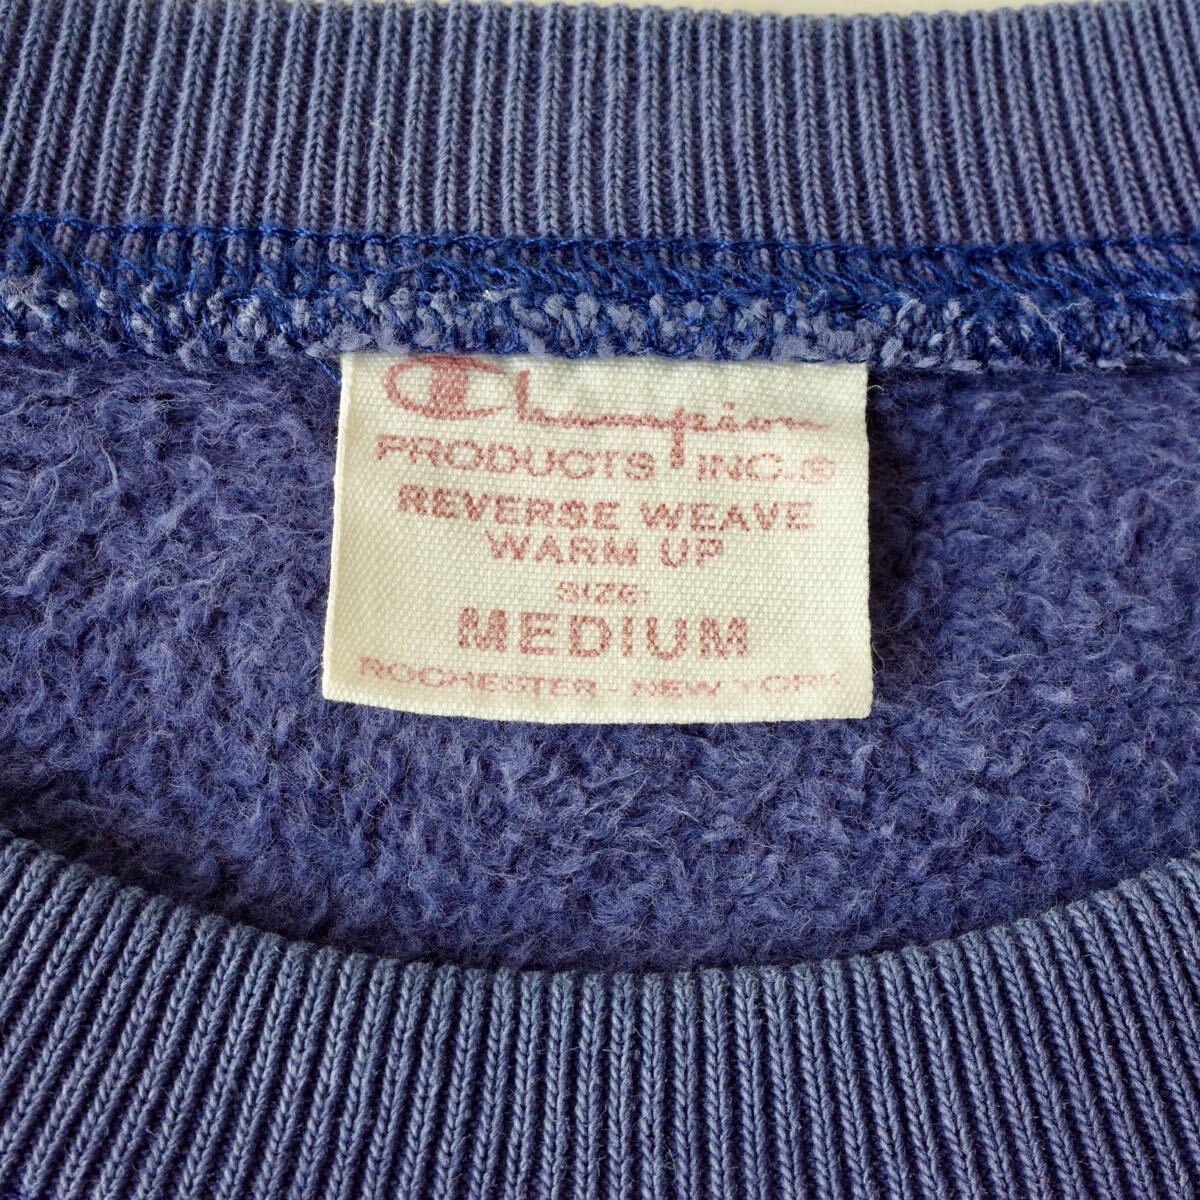 Champion
PRODUCTS INC.®
REVERSE WEAVE
WARM UP
SIZE:
MEDIUM
ROCHESTER - NEW YORK